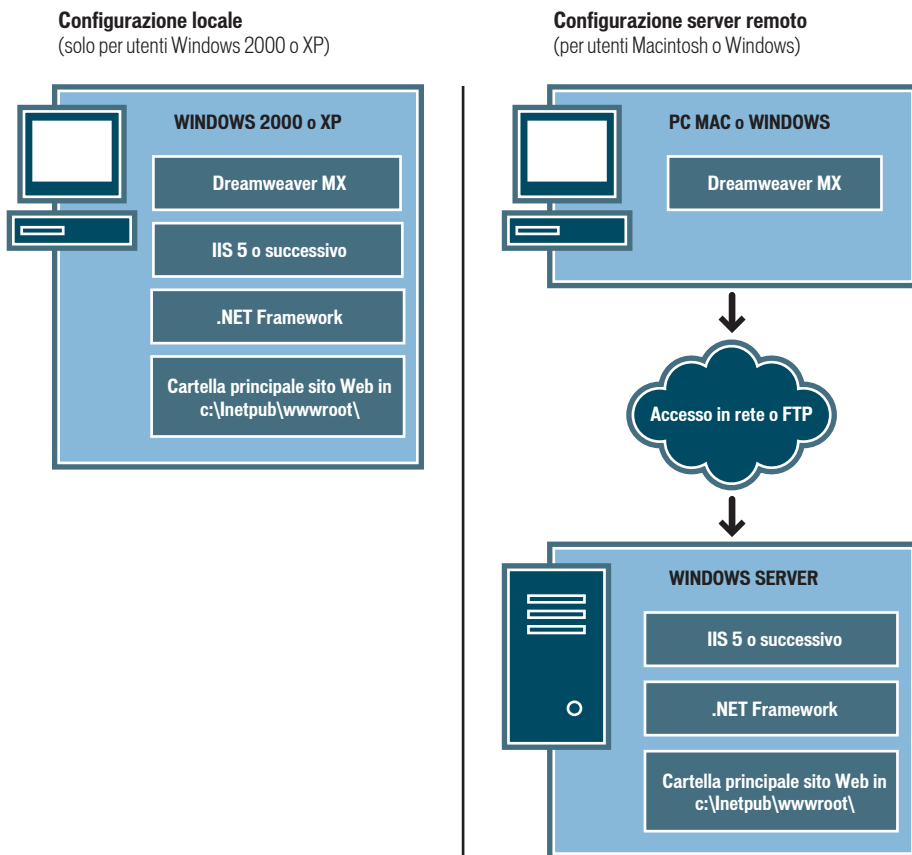 Configurazione locale
(solo per utenti Windows 2000 o XP)
WINDOWS 2000 o XP
Dreamweaver MX
IIS 5 o successivo
.NET Framework
Cartella principale sito Web in
c:\Inetpub\wwwroot\
Configurazione server remoto
(per utenti Macintosh o Windows)
PC MAC o WINDOWS
Dreamweaver MX
Accesso in rete o FTP
WINDOWS SERVER
IIS 5 o successivo
.NET Framework
Cartella principale sito Web in
c:\Inetpub\wwwroot\